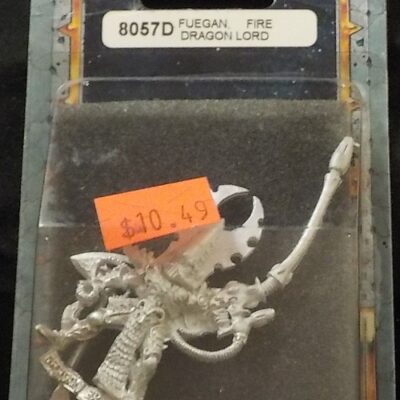 8057D FUEGAN, FIRE
DRAGON LORD
$10.49